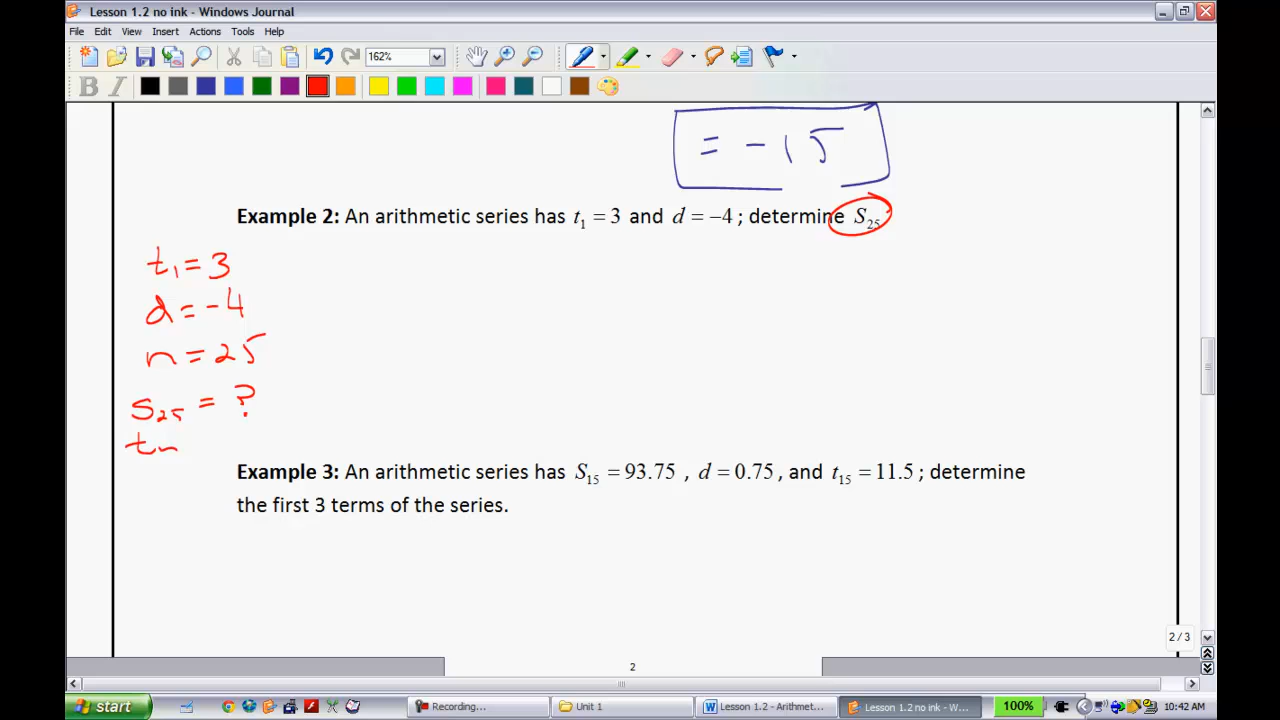 Lesson 1.2 no ink - Windows Journal
File Edit View Insert Actions Tools Help
162%
B I
= -15
Example 2: An arithmetic series has t₁ = 3 and d = −4 ; determine S₂₅
t₁ = 3
d = -4
n = 25
S₂₅ = ?
tn
Example 3: An arithmetic series has S₁₅ = 93.75 , d = 0.75 , and t₁₅ = 11.5 ; determine
the first 3 terms of the series.
2 / 3
2
start Recording... Unit 1 Lesson 1.2 - Arithmet... Lesson 1.2 no ink - W... 100% 10:42 AM